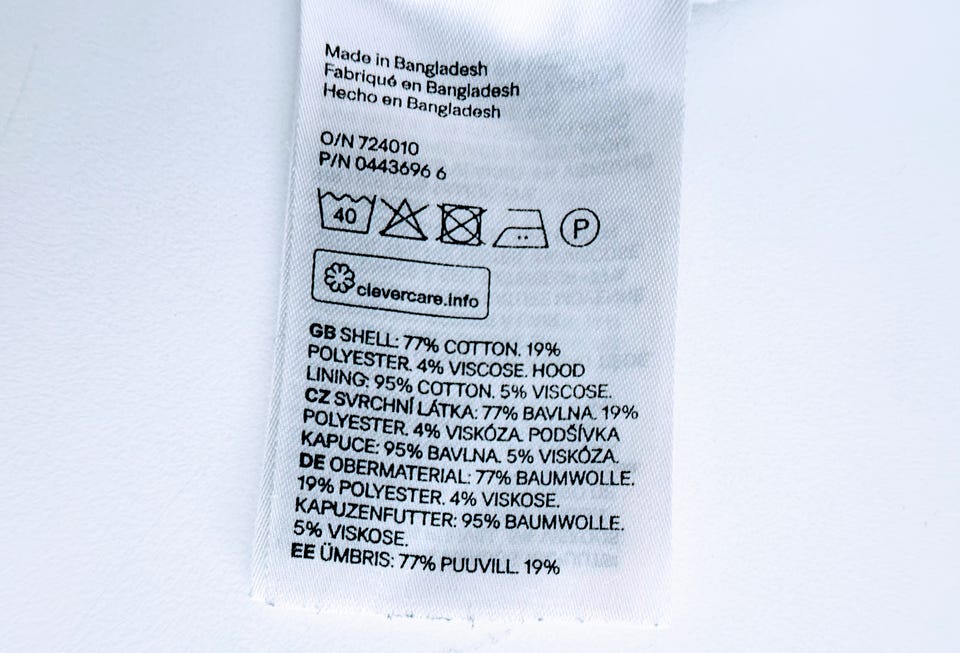 Made in Bangladesh
Fabriqué en Bangladesh
Hecho en Bangladesh
O/N 724010
P/N 0443696 6
40
P
clevercare.info
GB SHELL: 77% COTTON. 19%
POLYESTER. 4% VISCOSE. HOOD
LINING: 95% COTTON. 5% VISCOSE.
CZ SVRCHNÍ LÁTKA: 77% BAVLNA. 19%
POLYESTER. 4% VISKÓZA. PODŠÍVKA
KAPUCE: 95% BAVLNA. 5% VISKÓZA.
DE OBERMATERIAL: 77% BAUMWOLLE.
19% POLYESTER. 4% VISKOSE.
KAPUZENFUTTER: 95% BAUMWOLLE.
5% VISKOSE.
EE ÜMBRIS: 77% PUUVILL. 19%